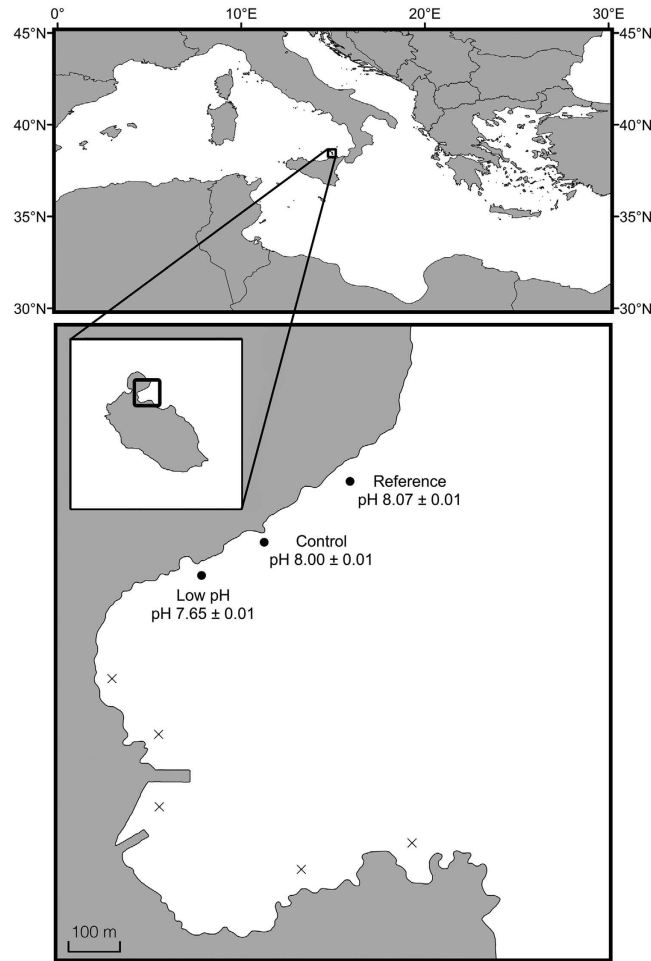 0° 10°E 20°E 30°E
45°N 45°N
40°N 40°N
35°N 35°N
30°N 30°N
Reference
pH 8.07 ± 0.01
Control
pH 8.00 ± 0.01
Low pH
pH 7.65 ± 0.01
100 m